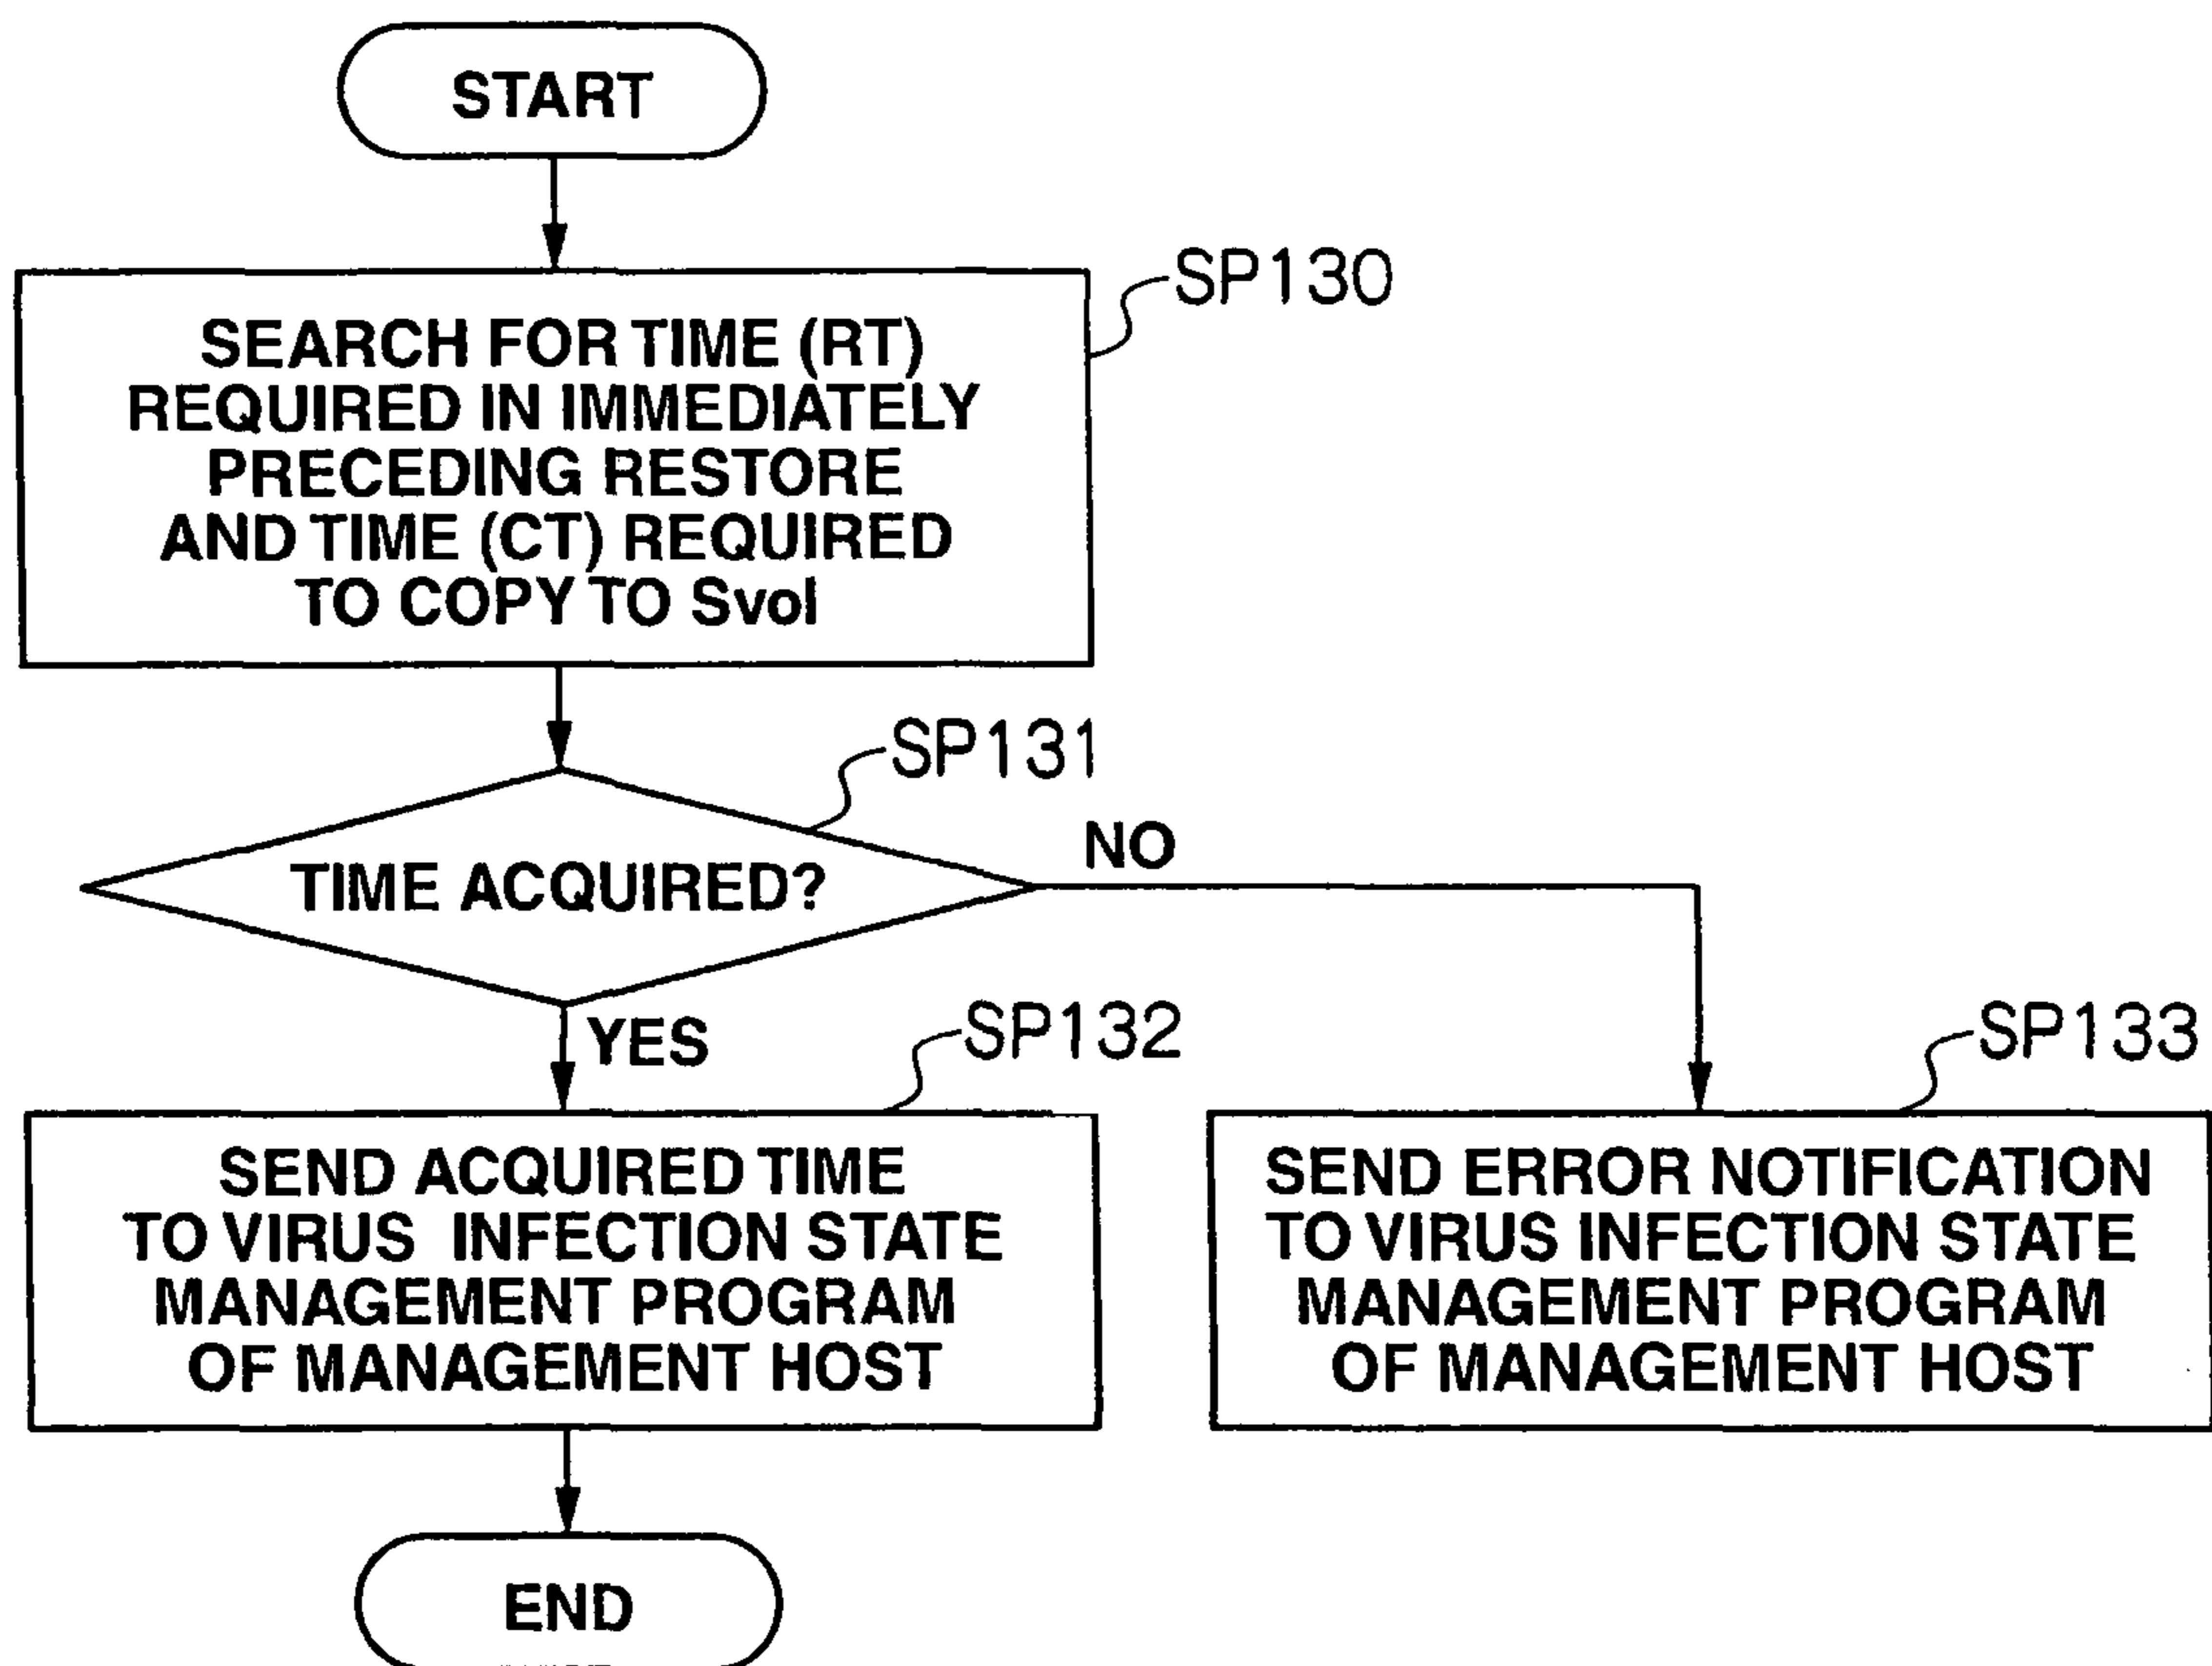 START
SP130
SEARCH FOR TIME (RT)
REQUIRED IN IMMEDIATELY
PRECEDING RESTORE
AND TIME (CT) REQUIRED
TO COPY TO Svol
SP131
TIME ACQUIRED?
NO
YES
SP132
SP133
SEND ACQUIRED TIME
TO VIRUS INFECTION STATE
MANAGEMENT PROGRAM
OF MANAGEMENT HOST
SEND ERROR NOTIFICATION
TO VIRUS INFECTION STATE
MANAGEMENT PROGRAM
OF MANAGEMENT HOST
END